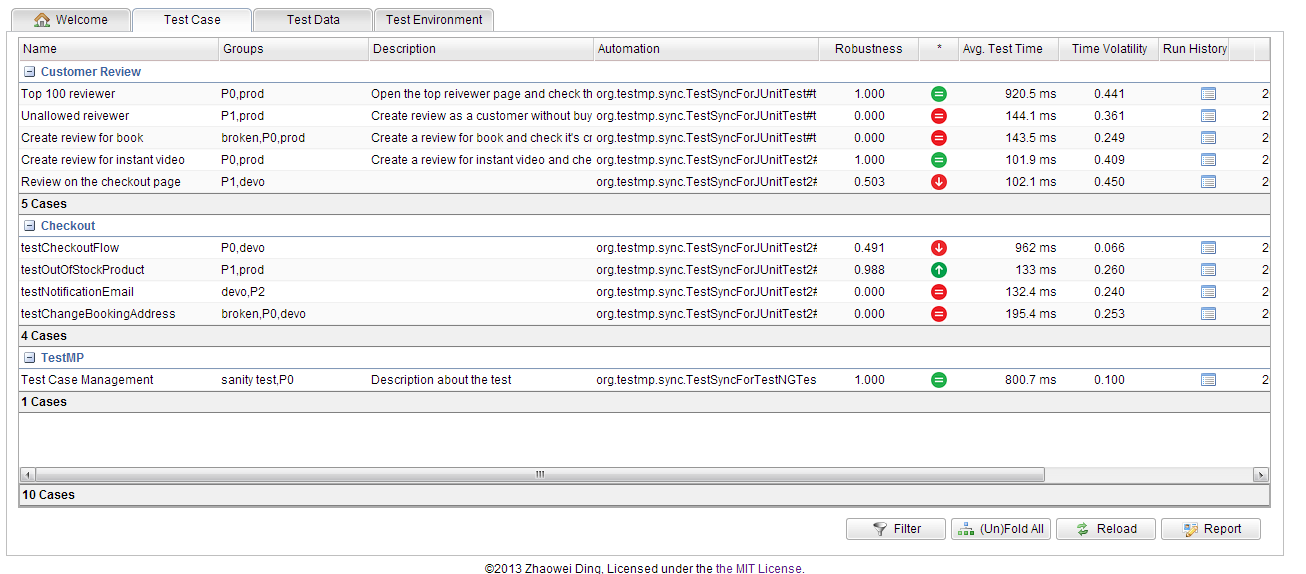 Welcome Test Case Test Data Test Environment
Name Groups Description Automation Robustness * Avg. Test Time Time Volatility Run History
Customer Review
Top 100 reviewer P0,prod Open the top reivewer page and check th org.testmp.sync.TestSyncForJUnitTest#t 1.000 920.5 ms 0.441 2
Unallowed reivewer P1,prod Create review as a customer without buy org.testmp.sync.TestSyncForJUnitTest#t 0.000 144.1 ms 0.361 2
Create review for book broken,P0,prod Create a review for book and check it's cr org.testmp.sync.TestSyncForJUnitTest#t 0.000 143.5 ms 0.249 2
Create review for instant video P0,prod Create a review for instant video and che org.testmp.sync.TestSyncForJUnitTest2# 1.000 101.9 ms 0.409 2
Review on the checkout page P1,devo org.testmp.sync.TestSyncForJUnitTest2# 0.503 102.1 ms 0.450 2
5 Cases
Checkout
testCheckoutFlow P0,devo org.testmp.sync.TestSyncForJUnitTest2# 0.491 962 ms 0.066 2
testOutOfStockProduct P1,prod org.testmp.sync.TestSyncForJUnitTest2# 0.988 133 ms 0.260 2
testNotificationEmail devo,P2 org.testmp.sync.TestSyncForJUnitTest2# 0.000 132.4 ms 0.240 2
testChangeBookingAddress broken,P0,devo org.testmp.sync.TestSyncForJUnitTest2# 0.000 195.4 ms 0.253 2
4 Cases
TestMP
Test Case Management sanity test,P0 Description about the test org.testmp.sync.TestSyncForTestNGTes 1.000 800.7 ms 0.100 2
1 Cases
10 Cases
Filter (Un)Fold All Reload Report
©2013 Zhaowei Ding, Licensed under the the MIT License.